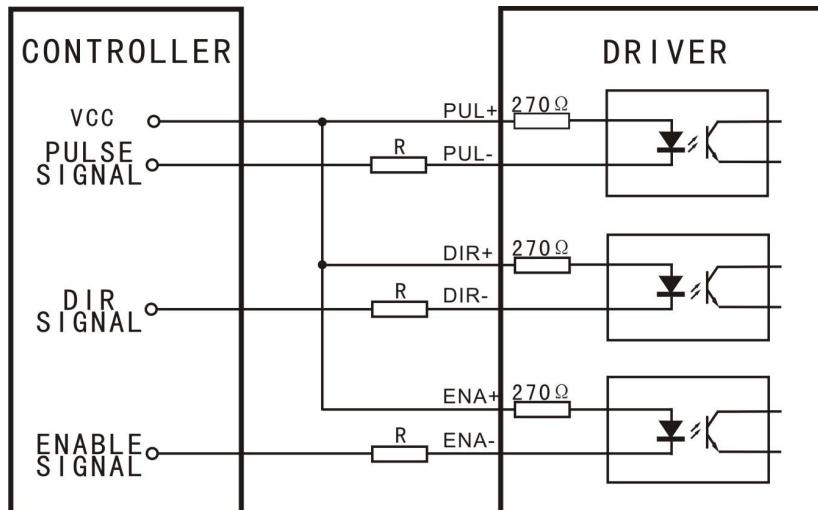 CONTROLLER
DRIVER
VCC
PUL+
270Ω
PULSE
SIGNAL
R
PUL-
DIR+
270Ω
DIR
SIGNAL
R
DIR-
ENA+
270Ω
ENABLE
SIGNAL
R
ENA-